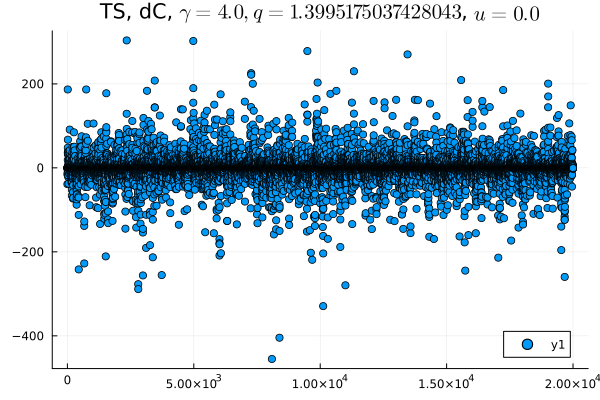 TS, dC, γ = 4.0, q = 1.3995175037428043, u = 0.0
200
0
−200
−400
0 5.00×10³ 1.00×10⁴ 1.50×10⁴ 2.00×10⁴
y1